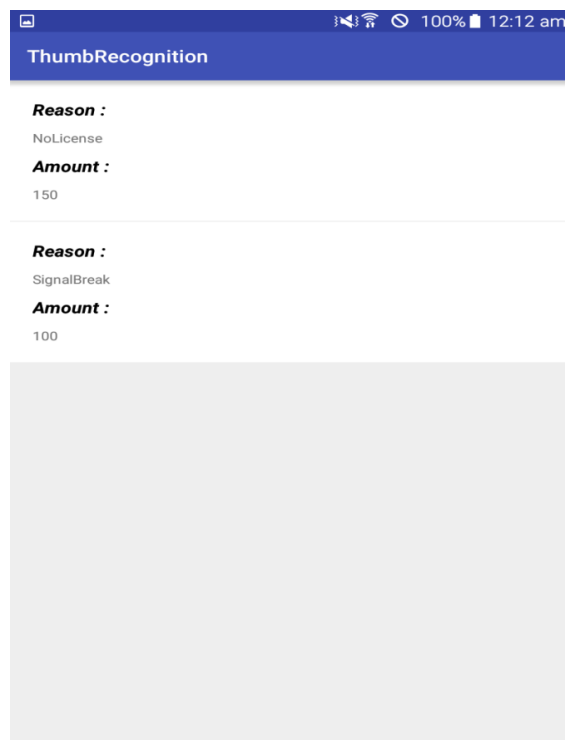 100% 12:12 am
ThumbRecognition
Reason :
NoLicense
Amount :
150
Reason :
SignalBreak
Amount :
100